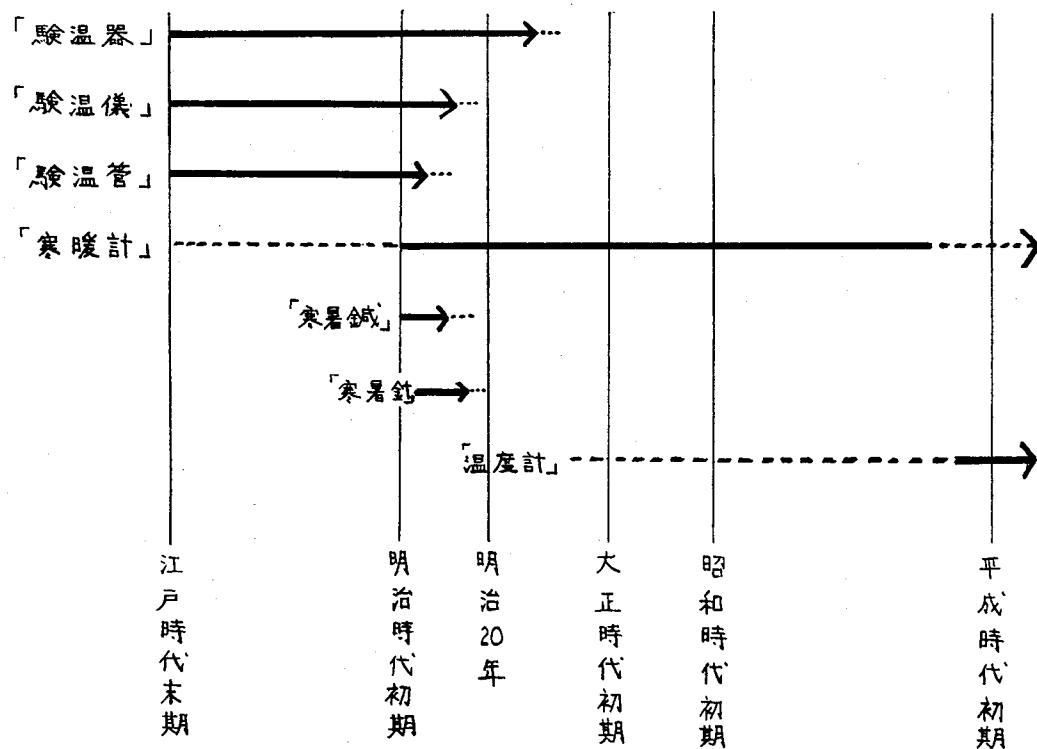 「験温器」
「験温儀」
「験温管」
「寒暖計」
「寒暑鍼」
「寒暑針」
「温度計」
江戸時代末期
明治時代初期
明治20年
大正時代初期
昭和時代初期
平成時代初期